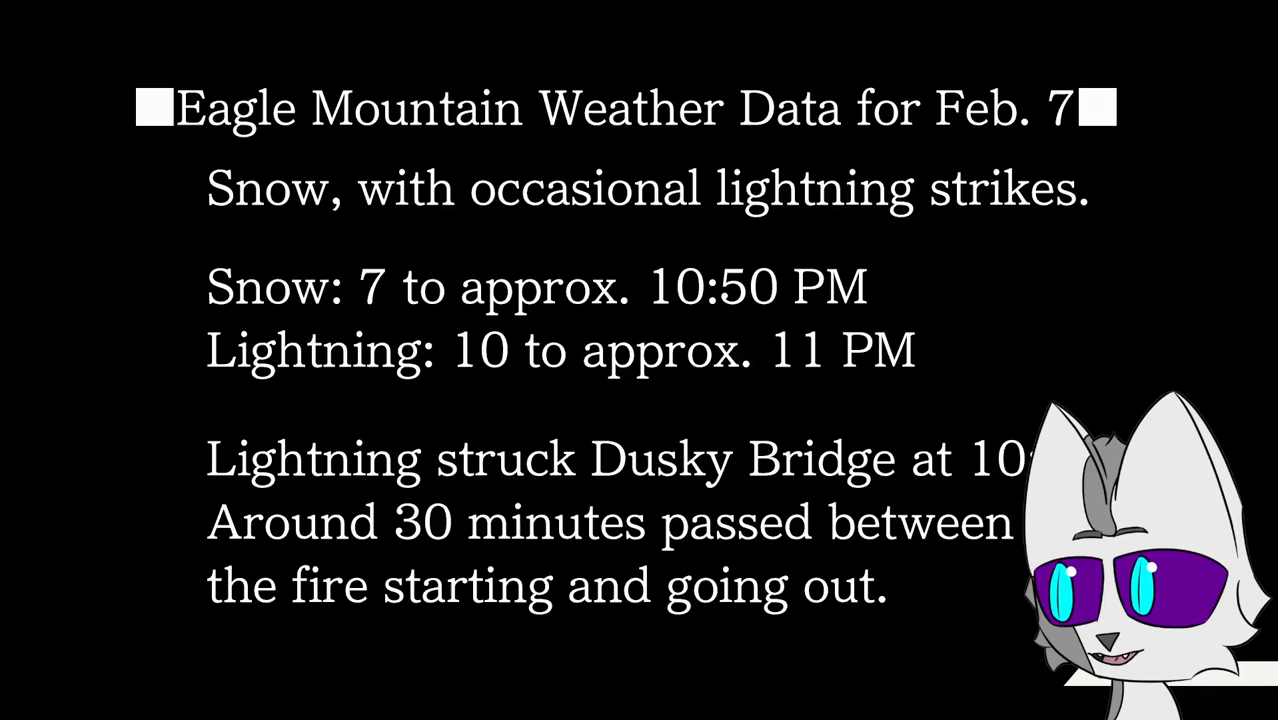 ■Eagle Mountain Weather Data for Feb. 7■
Snow, with occasional lightning strikes.
Snow: 7 to approx. 10:50 PM
Lightning: 10 to approx. 11 PM
Lightning struck Dusky Bridge at 10:
Around 30 minutes passed between
the fire starting and going out.